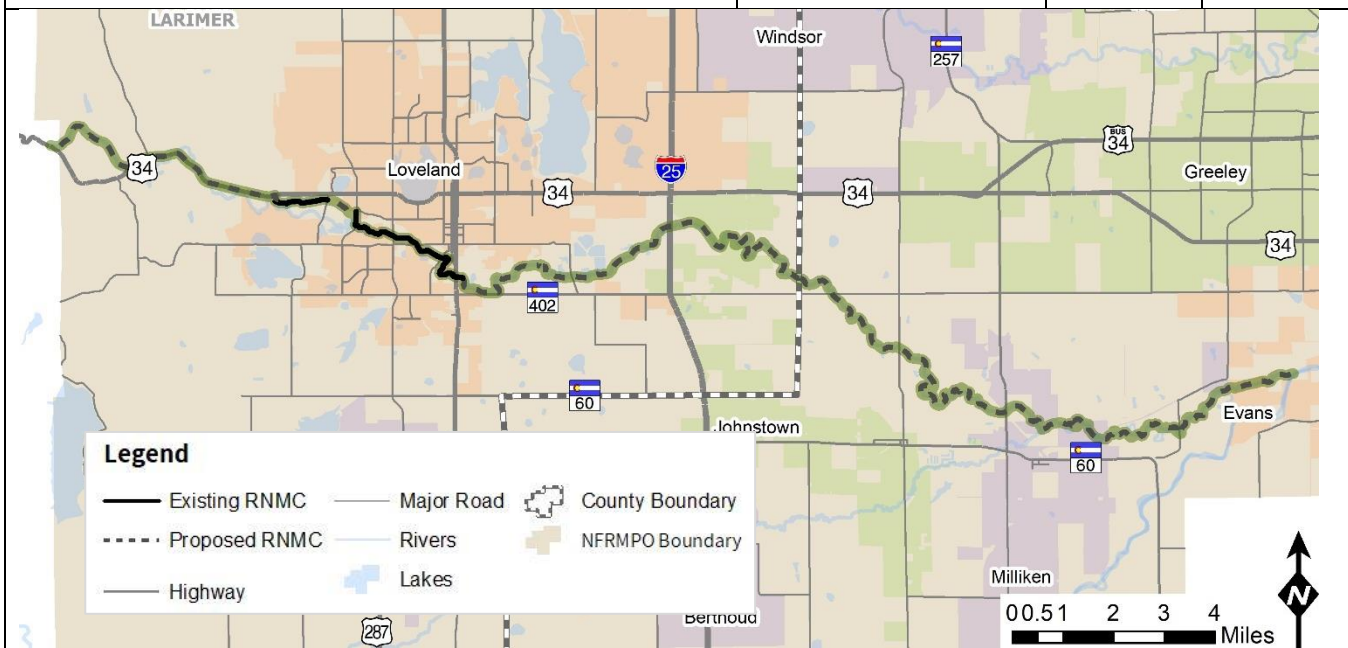 LARIMER
Windsor
257
34
BUS
34
Loveland
25
Greeley
34
34
34
402
60
Johnstown
Evans
60
Legend
Existing RNMC
Major Road
County Boundary
Proposed RNMC
Rivers
NFRMPO Boundary
Highway
Lakes
Milliken
Berthoud
287
0 0.5 1 2 3 4
Miles
N